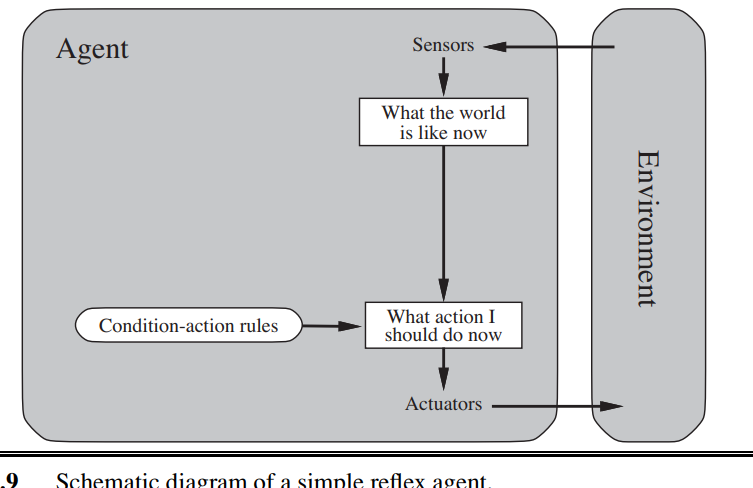 Agent
Sensors
What the world
is like now
Environment
Condition-action rules
What action I
should do now
Actuators
.9 Schematic diagram of a simple reflex agent.